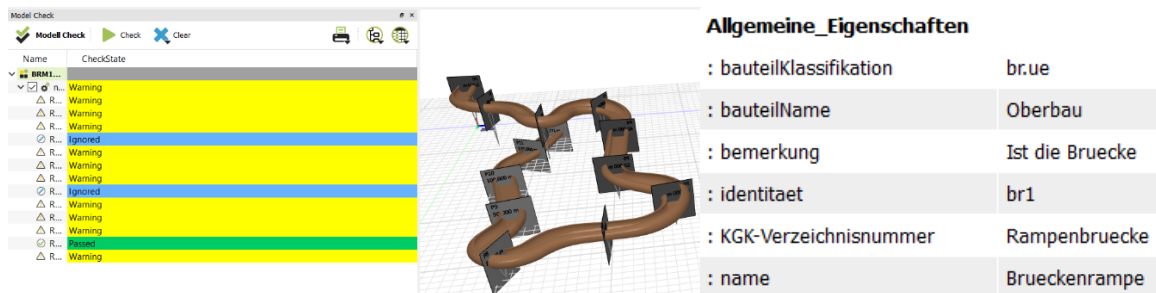 Model Check
Modell Check Check Clear
Name CheckState
BRM1...
n... Warning
R... Warning
R... Warning
R... Warning
R... Ignored
R... Warning
R... Warning
R... Warning
R... Ignored
R... Warning
R... Warning
R... Warning
R... Passed
R... Warning
P10
P9
Allgemeine_Eigenschaften
: bauteilKlassifikation br.ue
: bauteilName Oberbau
: bemerkung Ist die Bruecke
: identitaet br1
: KGK-Verzeichnisnummer Rampenbruecke
: name Brueckenrampe